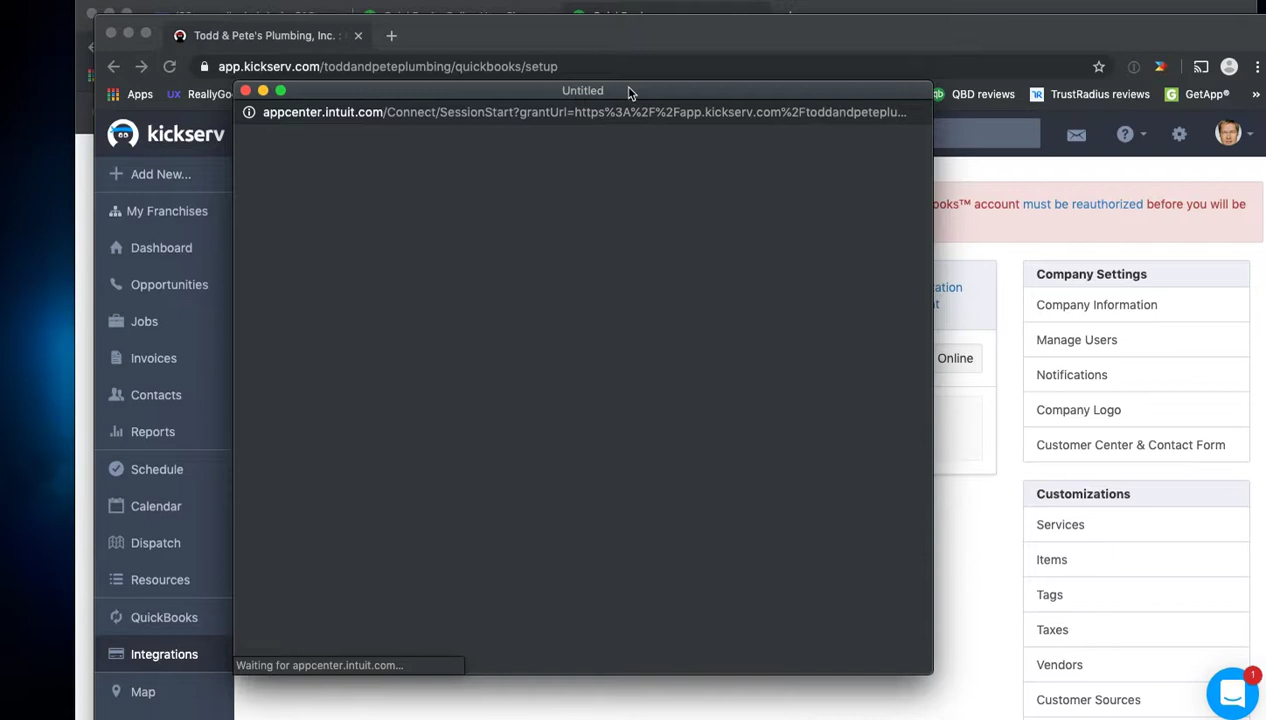 Todd & Pete's Plumbing, Inc. :
app.kickserv.com/toddandpeteplumbing/quickbooks/setup
Apps
UX
ReallyGo
QBD reviews
TrustRadius reviews
GetApp®
»
Untitled
appcenter.intuit.com/Connect/SessionStart?grantUrl=https%3A%2F%2Fapp.kickserv.com%2Ftoddandpeteplu...
kickserv
Add New...
My Franchises
Dashboard
Opportunities
Jobs
Invoices
Contacts
Reports
Schedule
Calendar
Dispatch
Resources
QuickBooks
Integrations
Map
Waiting for appcenter.intuit.com...
ooks™ account must be reauthorized before you will be
ation
Online
Company Settings
Company Information
Manage Users
Notifications
Company Logo
Customer Center & Contact Form
Customizations
Services
Items
Tags
Taxes
Vendors
Customer Sources
1